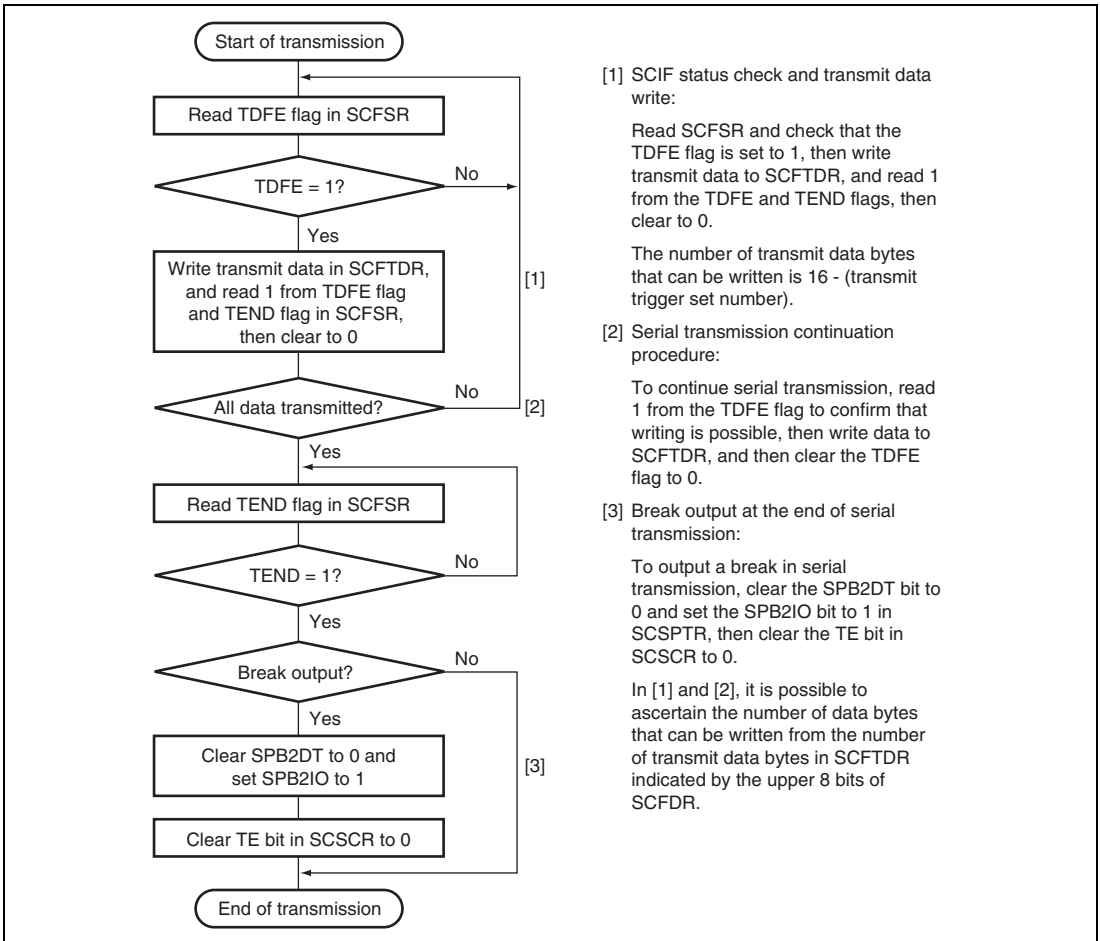 Start of transmission
Read TDFE flag in SCFSR
TDFE = 1?
No
Yes
Write transmit data in SCFTDR,
and read 1 from TDFE flag
and TEND flag in SCFSR,
then clear to 0
[1]
All data transmitted?
No
[2]
Yes
Read TEND flag in SCFSR
TEND = 1?
No
Yes
Break output?
No
Yes
Clear SPB2DT to 0 and
set SPB2IO to 1
[3]
Clear TE bit in SCSCR to 0
End of transmission
[1] SCIF status check and transmit data
write:
Read SCFSR and check that the
TDFE flag is set to 1, then write
transmit data to SCFTDR, and read 1
from the TDFE and TEND flags, then
clear to 0.
The number of transmit data bytes
that can be written is 16 - (transmit
trigger set number).
[2] Serial transmission continuation
procedure:
To continue serial transmission, read
1 from the TDFE flag to confirm that
writing is possible, then write data to
SCFTDR, and then clear the TDFE
flag to 0.
[3] Break output at the end of serial
transmission:
To output a break in serial
transmission, clear the SPB2DT bit to
0 and set the SPB2IO bit to 1 in
SCSPTR, then clear the TE bit in
SCSCR to 0.
In [1] and [2], it is possible to
ascertain the number of data bytes
that can be written from the number
of transmit data bytes in SCFTDR
indicated by the upper 8 bits of
SCFDR.